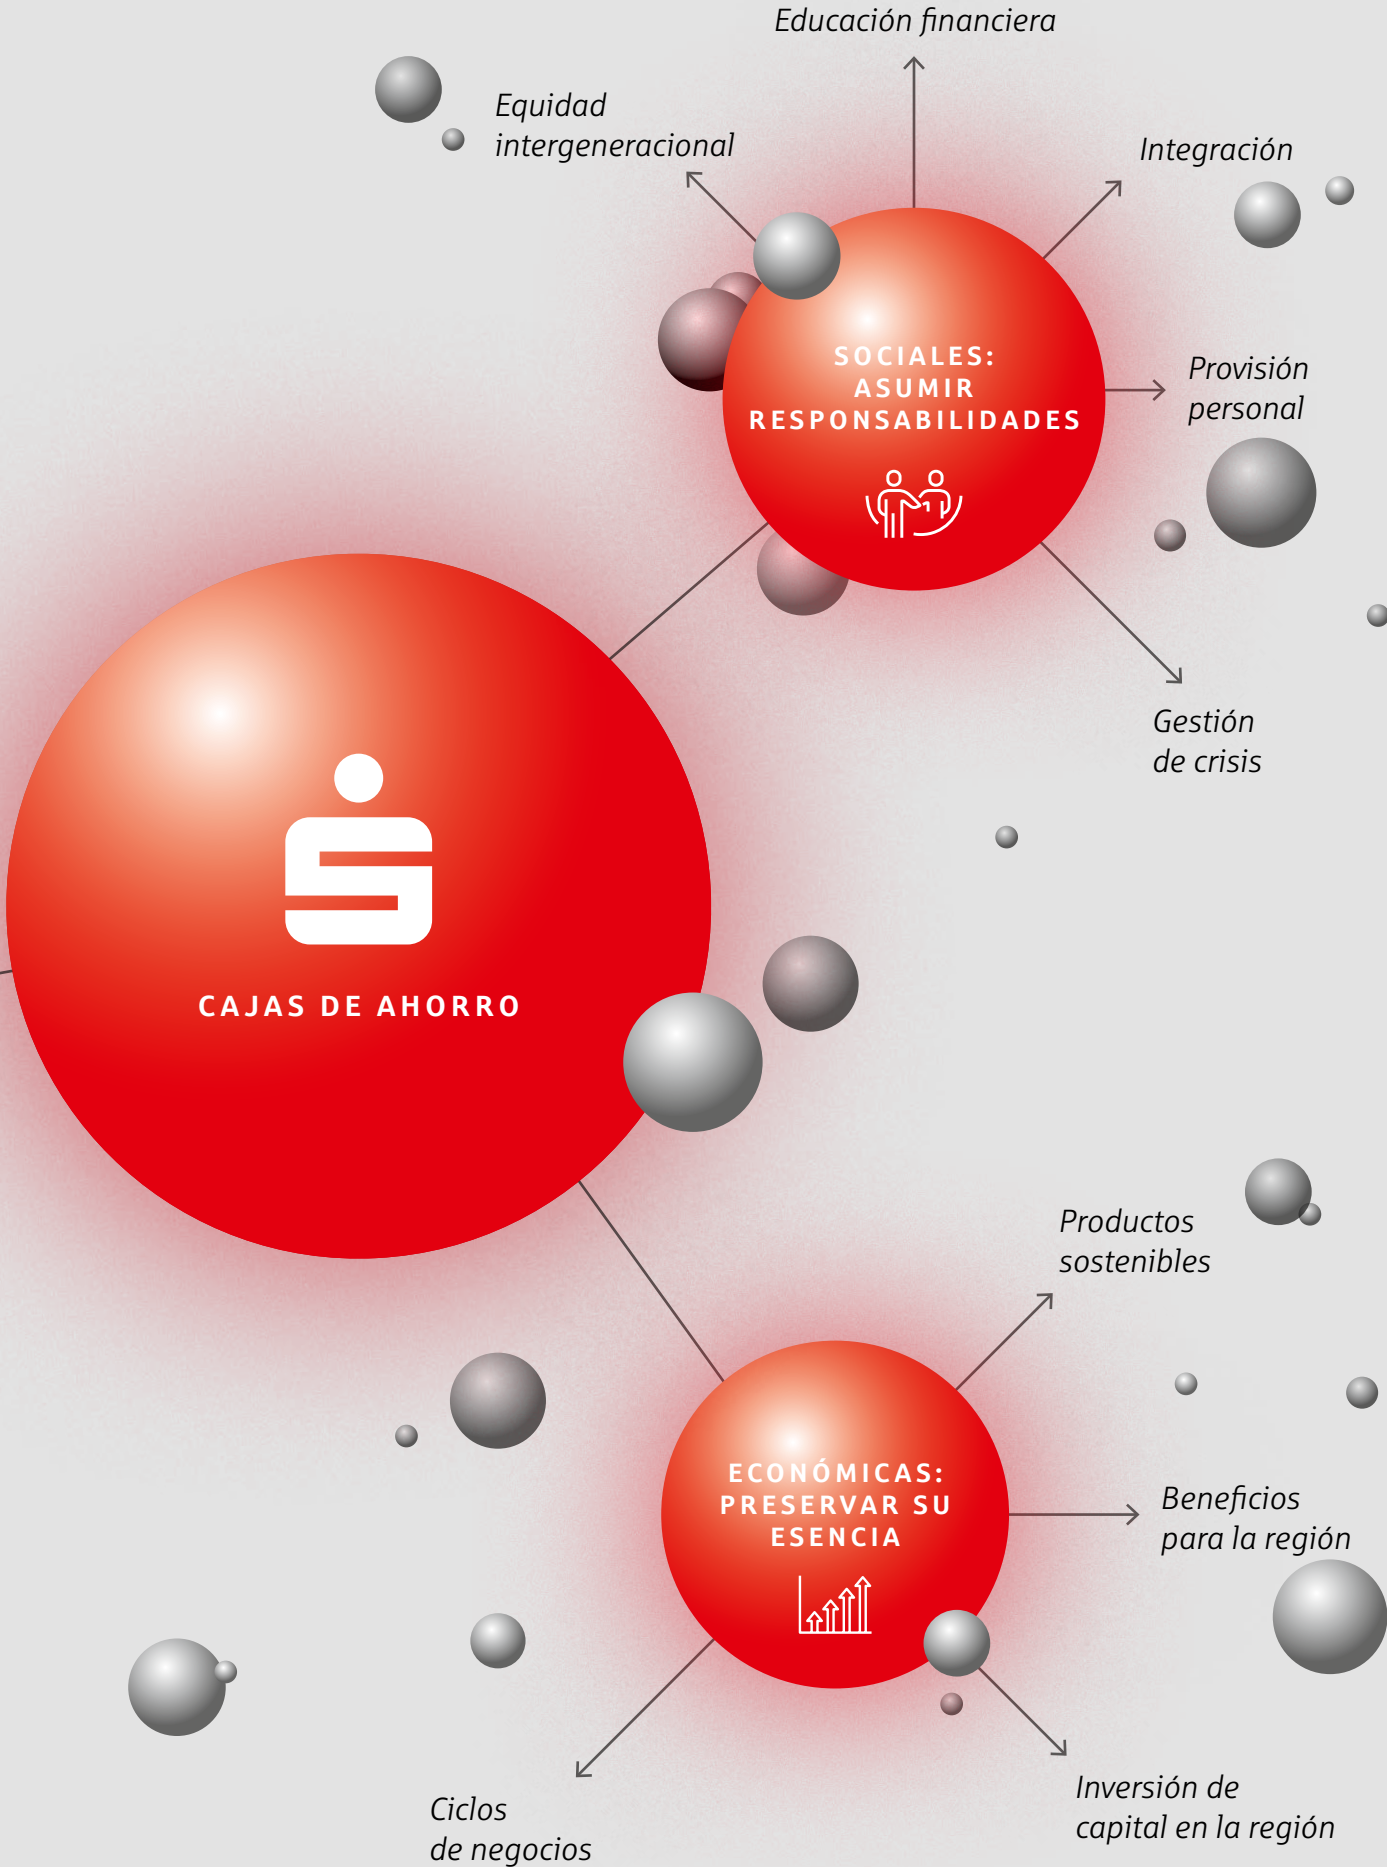 Educación financiera
Equidad
intergeneracional
Integración
SOCIALES:
ASUMIR
RESPONSABILIDADES
Provisión
personal
Gestión
de crisis
CAJAS DE AHORRO
Productos
sostenibles
ECONÓMICAS:
PRESERVAR SU
ESENCIA
Beneficios
para la región
Inversión de
capital en la región
Ciclos
de negocios